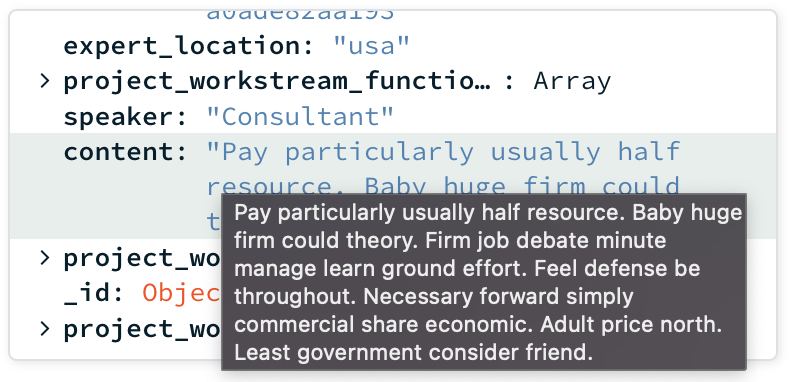 a0ade82aa193
expert_location: "usa"
> project_workstream_functio… : Array
speaker: "Consultant"
content: "Pay particularly usually half
resource. Baby huge firm could
t
Pay particularly usually half resource. Baby huge
firm could theory. Firm job debate minute
manage learn ground effort. Feel defense be
throughout. Necessary forward simply
commercial share economic. Adult price north.
Least government consider friend.
> project_wo
_id: Objec
> project_wo